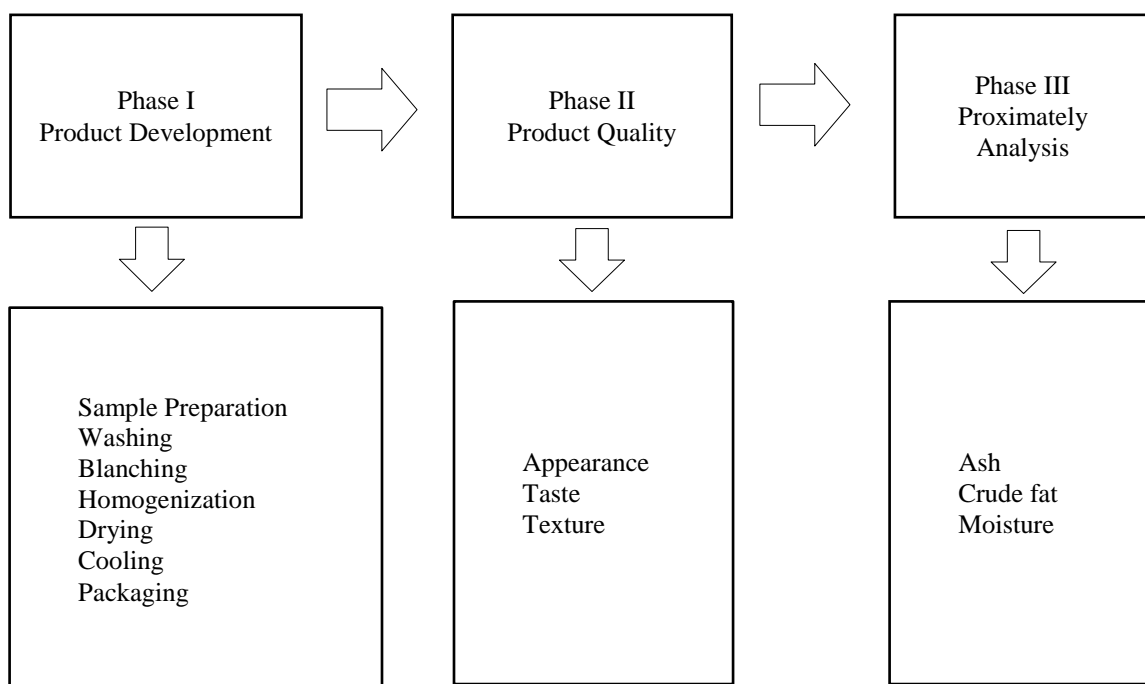 Phase I
Product Development
Phase II
Product Quality
Phase III
Proximately
Analysis
Sample Preparation
Washing
Blanching
Homogenization
Drying
Cooling
Packaging
Appearance
Taste
Texture
Ash
Crude fat
Moisture